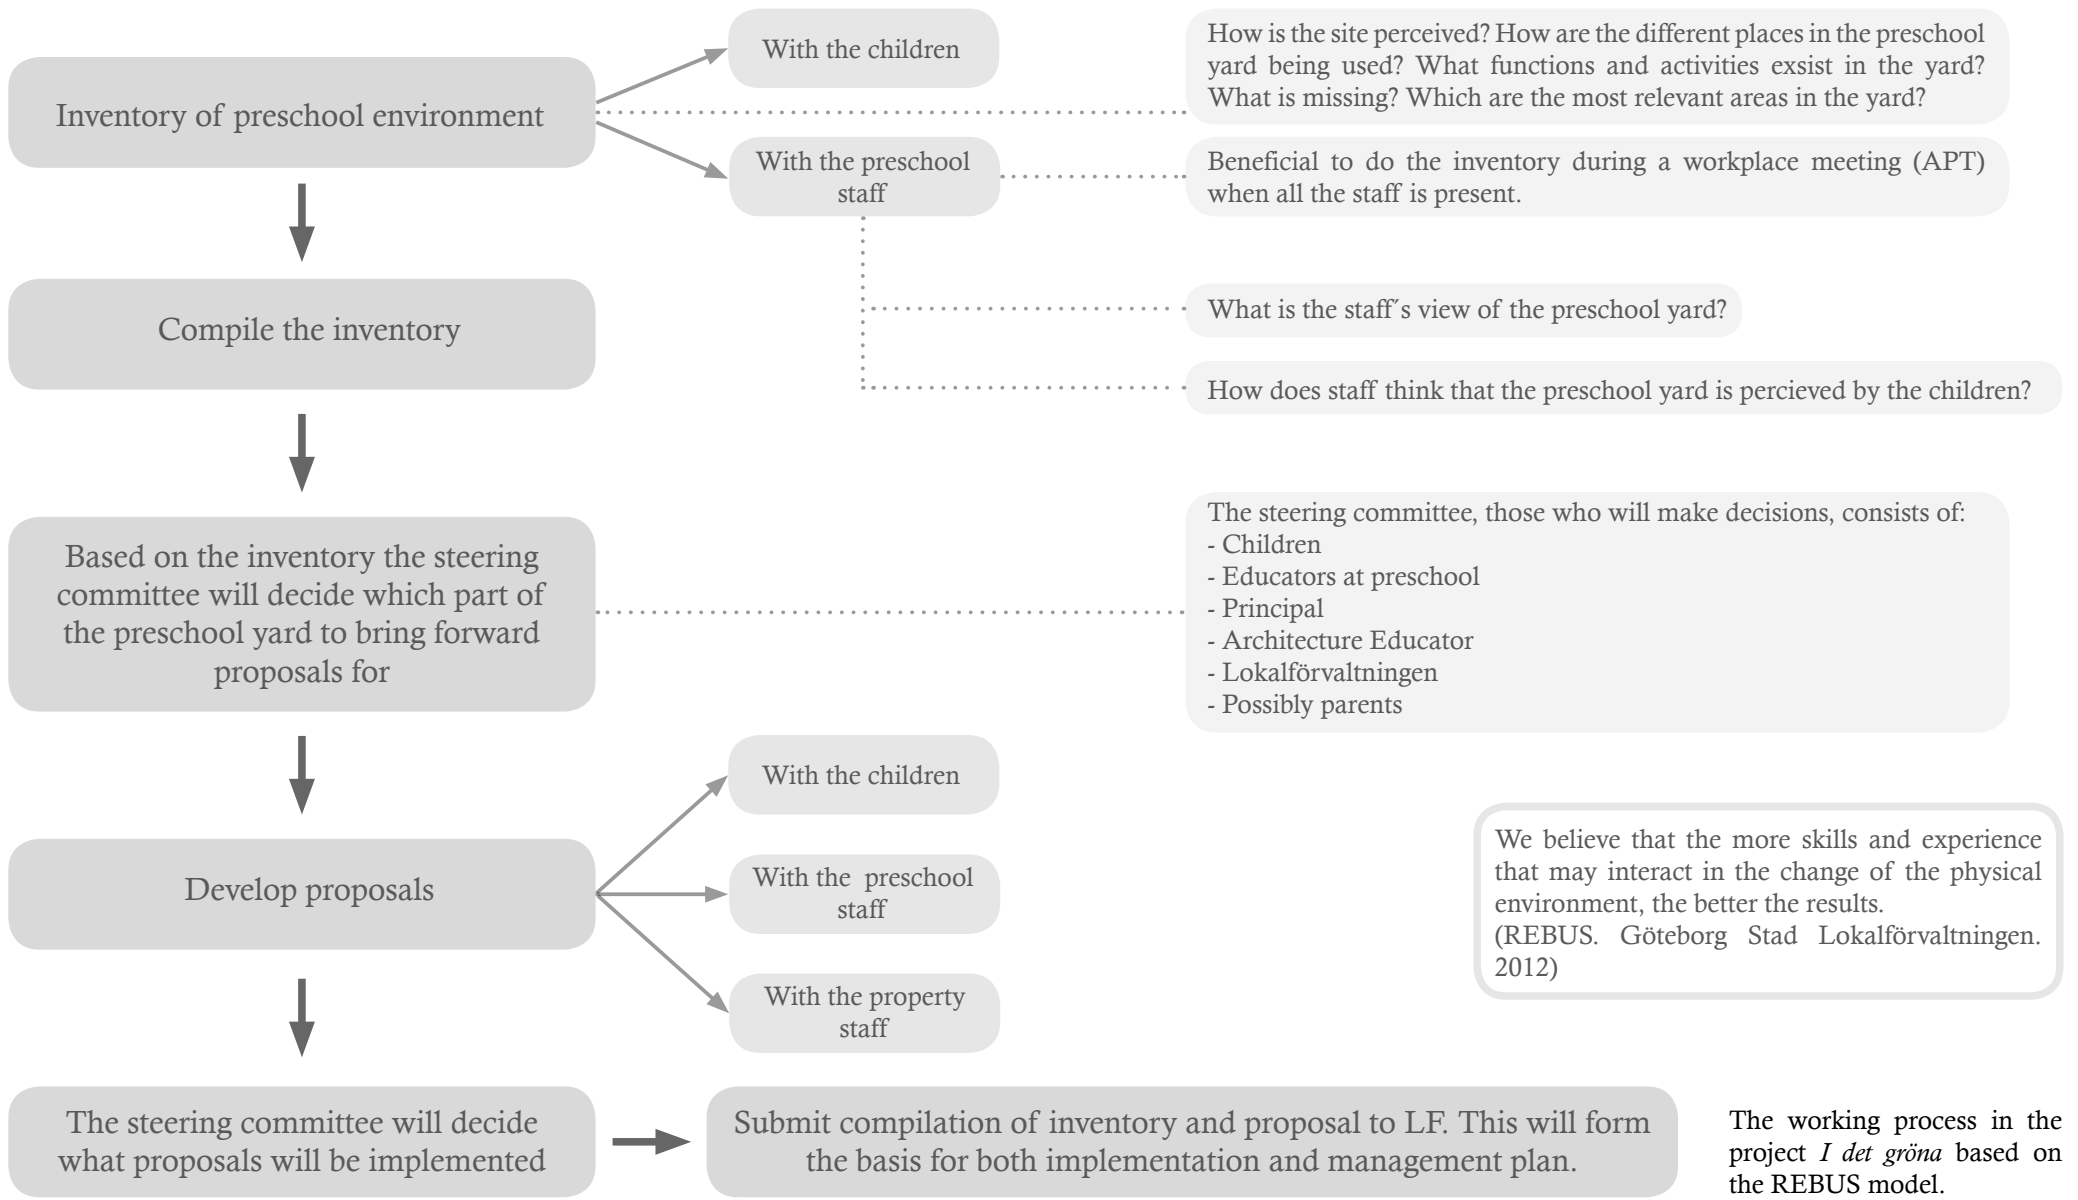 With the children
How is the site perceived? How are the different places in the preschool
yard being used? What functions and activities exsist in the yard?
What is missing? Which are the most relevant areas in the yard?
Inventory of preschool environment
With the preschool
staff
Beneficial to do the inventory during a workplace meeting (APT)
when all the staff is present.
What is the staff´s view of the preschool yard?
Compile the inventory
How does staff think that the preschool yard is percieved by the children?
Based on the inventory the steering
committee will decide which part of
the preschool yard to bring forward
proposals for
The steering committee, those who will make decisions, consists of:
- Children
- Educators at preschool
- Principal
- Architecture Educator
- Lokalförvaltningen
- Possibly parents
With the children
Develop proposals
With the preschool
staff
With the property
staff
We believe that the more skills and experience
that may interact in the change of the physical
environment, the better the results.
(REBUS. Göteborg Stad Lokalförvaltningen.
2012)
The steering committee will decide
what proposals will be implemented
Submit compilation of inventory and proposal to LF. This will form
the basis for both implementation and management plan.
The working process in the
project I det gröna based on
the REBUS model.